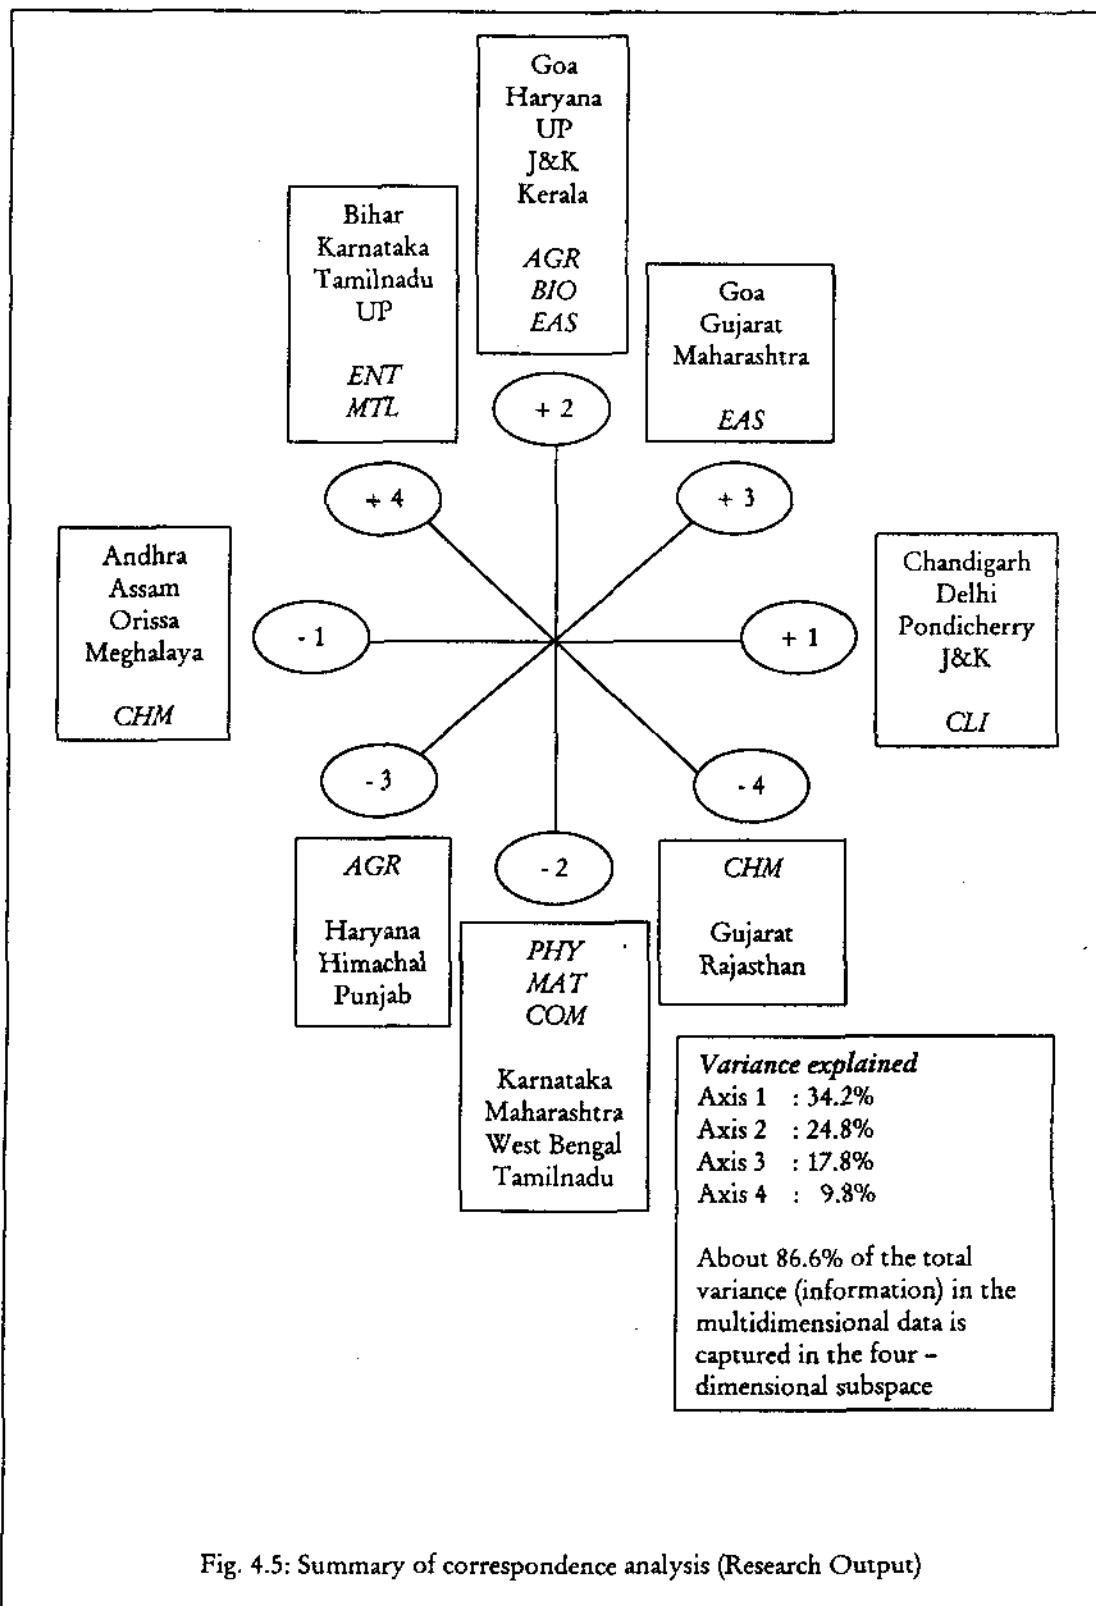 Goa
Haryana
UP
J&K
Kerala
AGR
BIO
EAS
Bihar
Karnataka
Tamilnadu
UP
ENT
MTL
Goa
Gujarat
Maharashtra
EAS
+ 2
+ 4
+ 3
Andhra
Assam
Orissa
Meghalaya
CHM
- 1
+ 1
Chandigarh
Delhi
Pondicherry
J&K
CLI
- 3
- 2
- 4
AGR
Haryana
Himachal
Punjab
PHY
MAT
COM
Karnataka
Maharashtra
West Bengal
Tamilnadu
CHM
Gujarat
Rajasthan
Variance explained
Axis 1 : 34.2%
Axis 2 : 24.8%
Axis 3 : 17.8%
Axis 4 : 9.8%
About 86.6% of the total
variance (information) in the
multidimensional data is
captured in the four –
dimensional subspace
Fig. 4.5: Summary of correspondence analysis (Research Output)